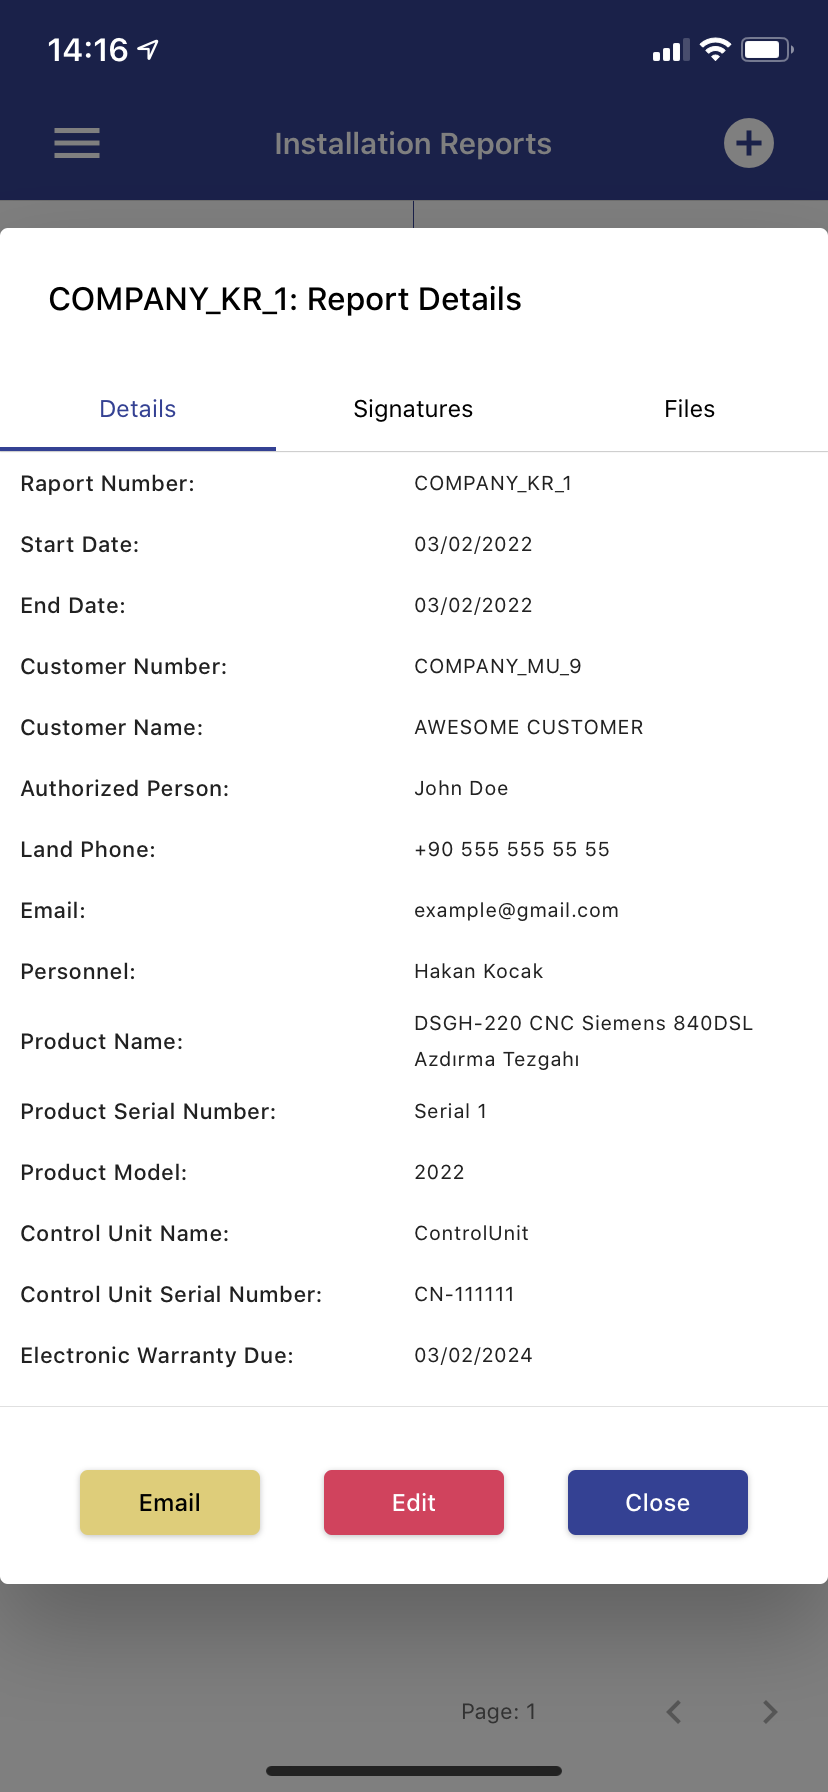 14:16
Installation Reports
COMPANY_KR_1: Report Details
Details Signatures Files
Raport Number: COMPANY_KR_1
Start Date: 03/02/2022
End Date: 03/02/2022
Customer Number: COMPANY_MU_9
Customer Name: AWESOME CUSTOMER
Authorized Person: John Doe
Land Phone: +90 555 555 55 55
Email: example@gmail.com
Personnel: Hakan Kocak
Product Name: DSGH-220 CNC Siemens 840DSL
Azdırma Tezgahı
Product Serial Number: Serial 1
Product Model: 2022
Control Unit Name: ControlUnit
Control Unit Serial Number: CN-111111
Electronic Warranty Due: 03/02/2024
Email Edit Close
Page: 1